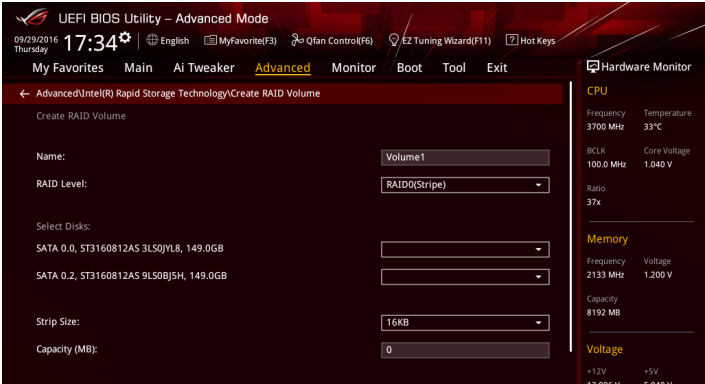 UEFI BIOS Utility – Advanced Mode
09/29/2016 Thursday 17:34 English MyFavorite(F3) Qfan Control(F6) EZ Tuning Wizard(F11) Hot Keys
My Favorites Main Ai Tweaker Advanced Monitor Boot Tool Exit
Hardware Monitor
← Advanced\Intel(R) Rapid Storage Technology\Create RAID Volume
Create RAID Volume
Name: Volume1
RAID Level: RAID0(Stripe)
Select Disks:
SATA 0.0, ST3160812AS 3LS0JYL8, 149.0GB
SATA 0.2, ST3160812AS 9LS0BJ5H, 149.0GB
Strip Size: 16KB
Capacity (MB): 0
CPU
Frequency Temperature
3700 MHz 33°C
BCLK Core Voltage
100.0 MHz 1.040 V
Ratio
37x
Memory
Frequency Voltage
2133 MHz 1.200 V
Capacity
8192 MB
Voltage
+12V +5V